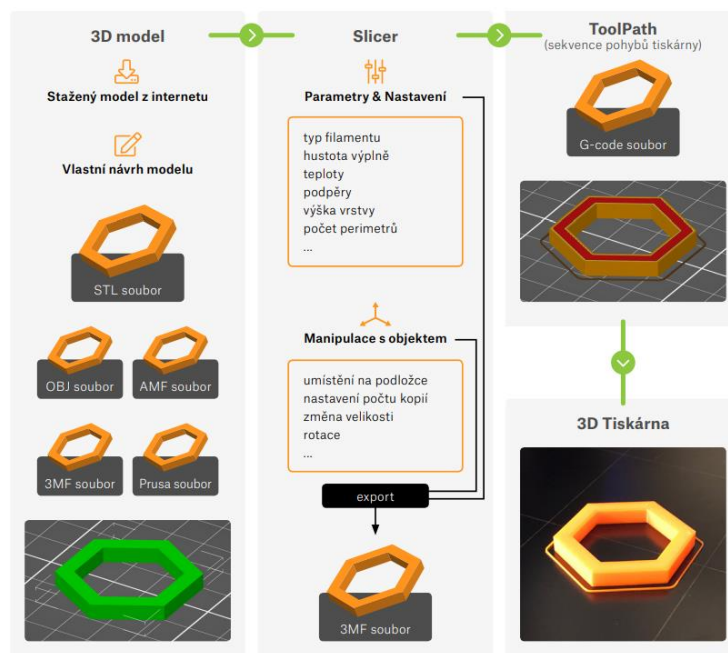 3D model
Stažený model z internetu
Vlastní návrh modelu
STL soubor
OBJ soubor
AMF soubor
3MF soubor
Prusa soubor
Slicer
Parametry & Nastavení
typ filamentu
hustota výplně
teploty
podpěry
výška vrstvy
počet perimetrů
...
Manipulace s objektem
umístění na podložce
nastavení počtu kopií
změna velikosti
rotace
...
export
3MF soubor
ToolPath
(sekvence pohybů tiskárny)
G-code soubor
3D Tiskárna